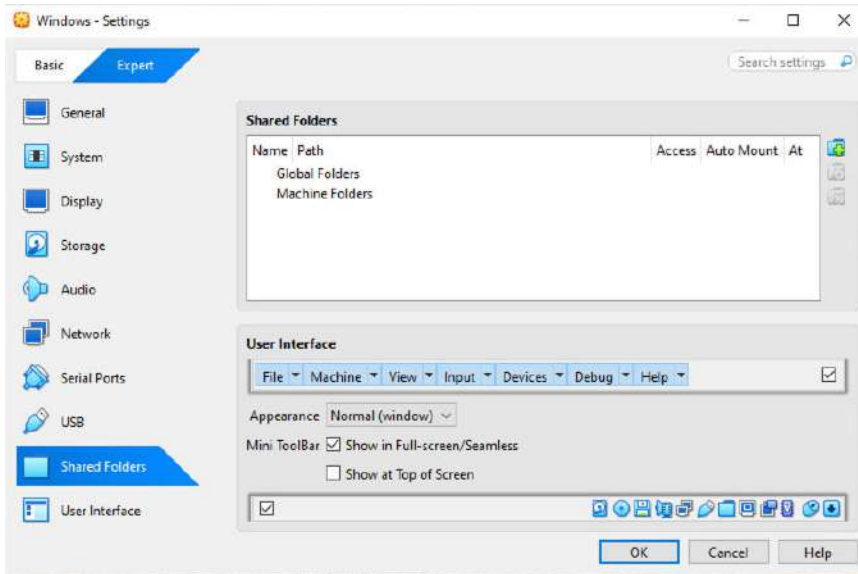 Windows - Settings
Basic Expert Search settings
General
System
Display
Storage
Audio
Network
Serial Ports
USB
Shared Folders
User Interface
Shared Folders
Name Path Access Auto Mount At
Global Folders
Machine Folders
User Interface
File Machine View Input Devices Debug Help
Appearance Normal (window)
Mini ToolBar Show in Full-screen/Seamless
Show at Top of Screen
OK Cancel Help